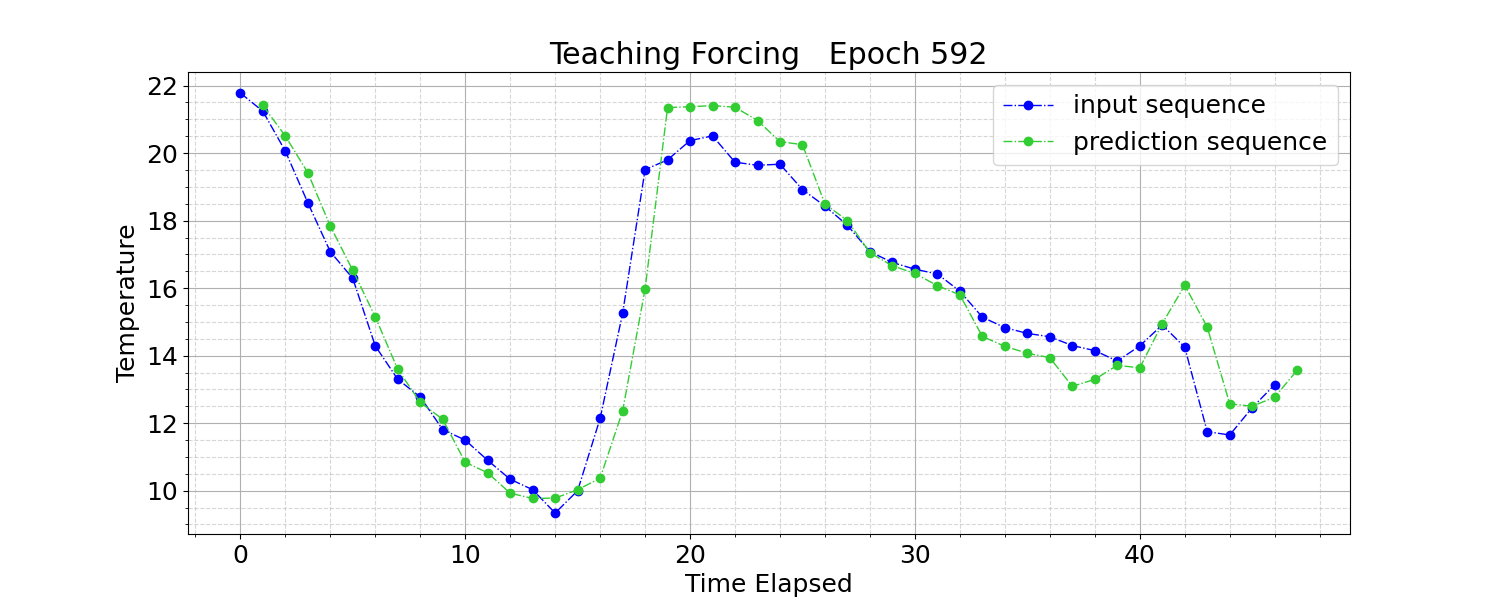 Teaching Forcing   Epoch 592
input sequence
prediction sequence
Temperature
22
20
18
16
14
12
10
0 10 20 30 40
Time Elapsed